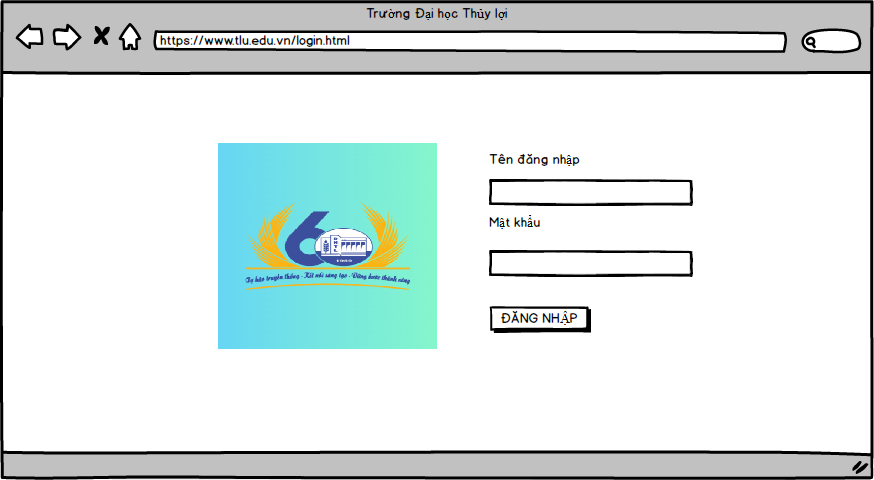 Trường Đại học Thủy lợi
https://www.tlu.edu.vn/login.html
Tên đăng nhập
Mật khẩu
ĐĂNG NHẬP
60
Tự hào truyền thống - Kết nối sáng tạo - Vững bước thành công